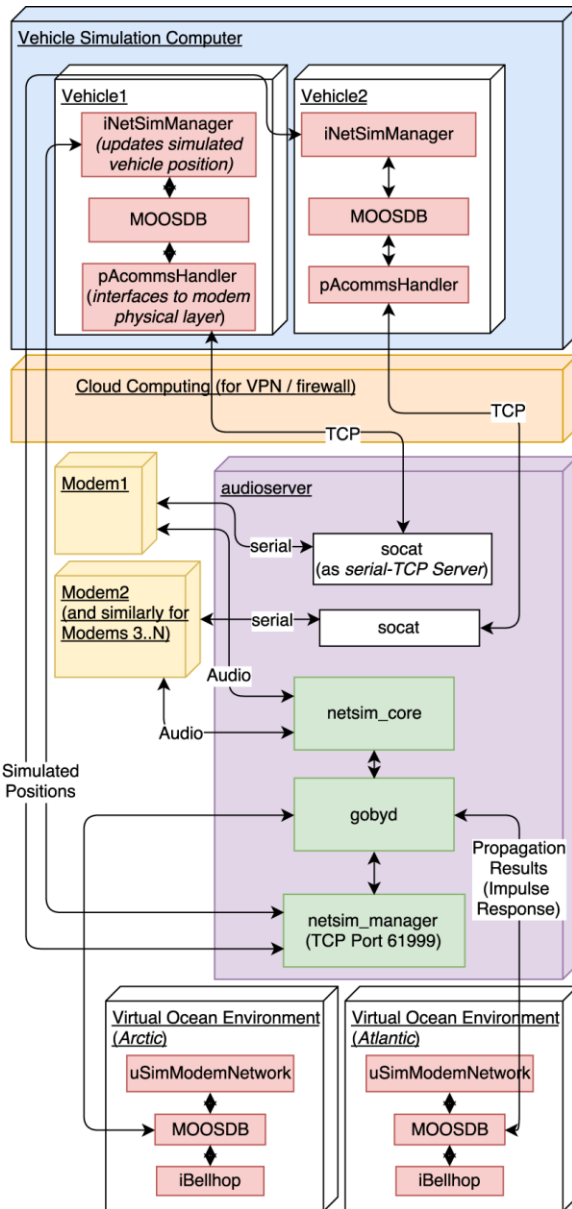 Vehicle Simulation Computer
Vehicle1
iNetSimManager
(updates simulated
vehicle position)
MOOSDB
pAcommsHandler
(interfaces to modem
physical layer)
Vehicle2
iNetSimManager
MOOSDB
pAcommsHandler
Cloud Computing (for VPN / firewall)
TCP
TCP
Modem1
audioserver
serial
socat
(as serial-TCP Server)
Modem2
(and similarly for
Modems 3..N)
serial
socat
Audio
Audio
netsim_core
Simulated
Positions
gobyd
Propagation
Results
(Impulse
Response)
netsim_manager
(TCP Port 61999)
Virtual Ocean Environment
(Arctic)
uSimModemNetwork
MOOSDB
iBellhop
Virtual Ocean Environment
(Atlantic)
uSimModemNetwork
MOOSDB
iBellhop